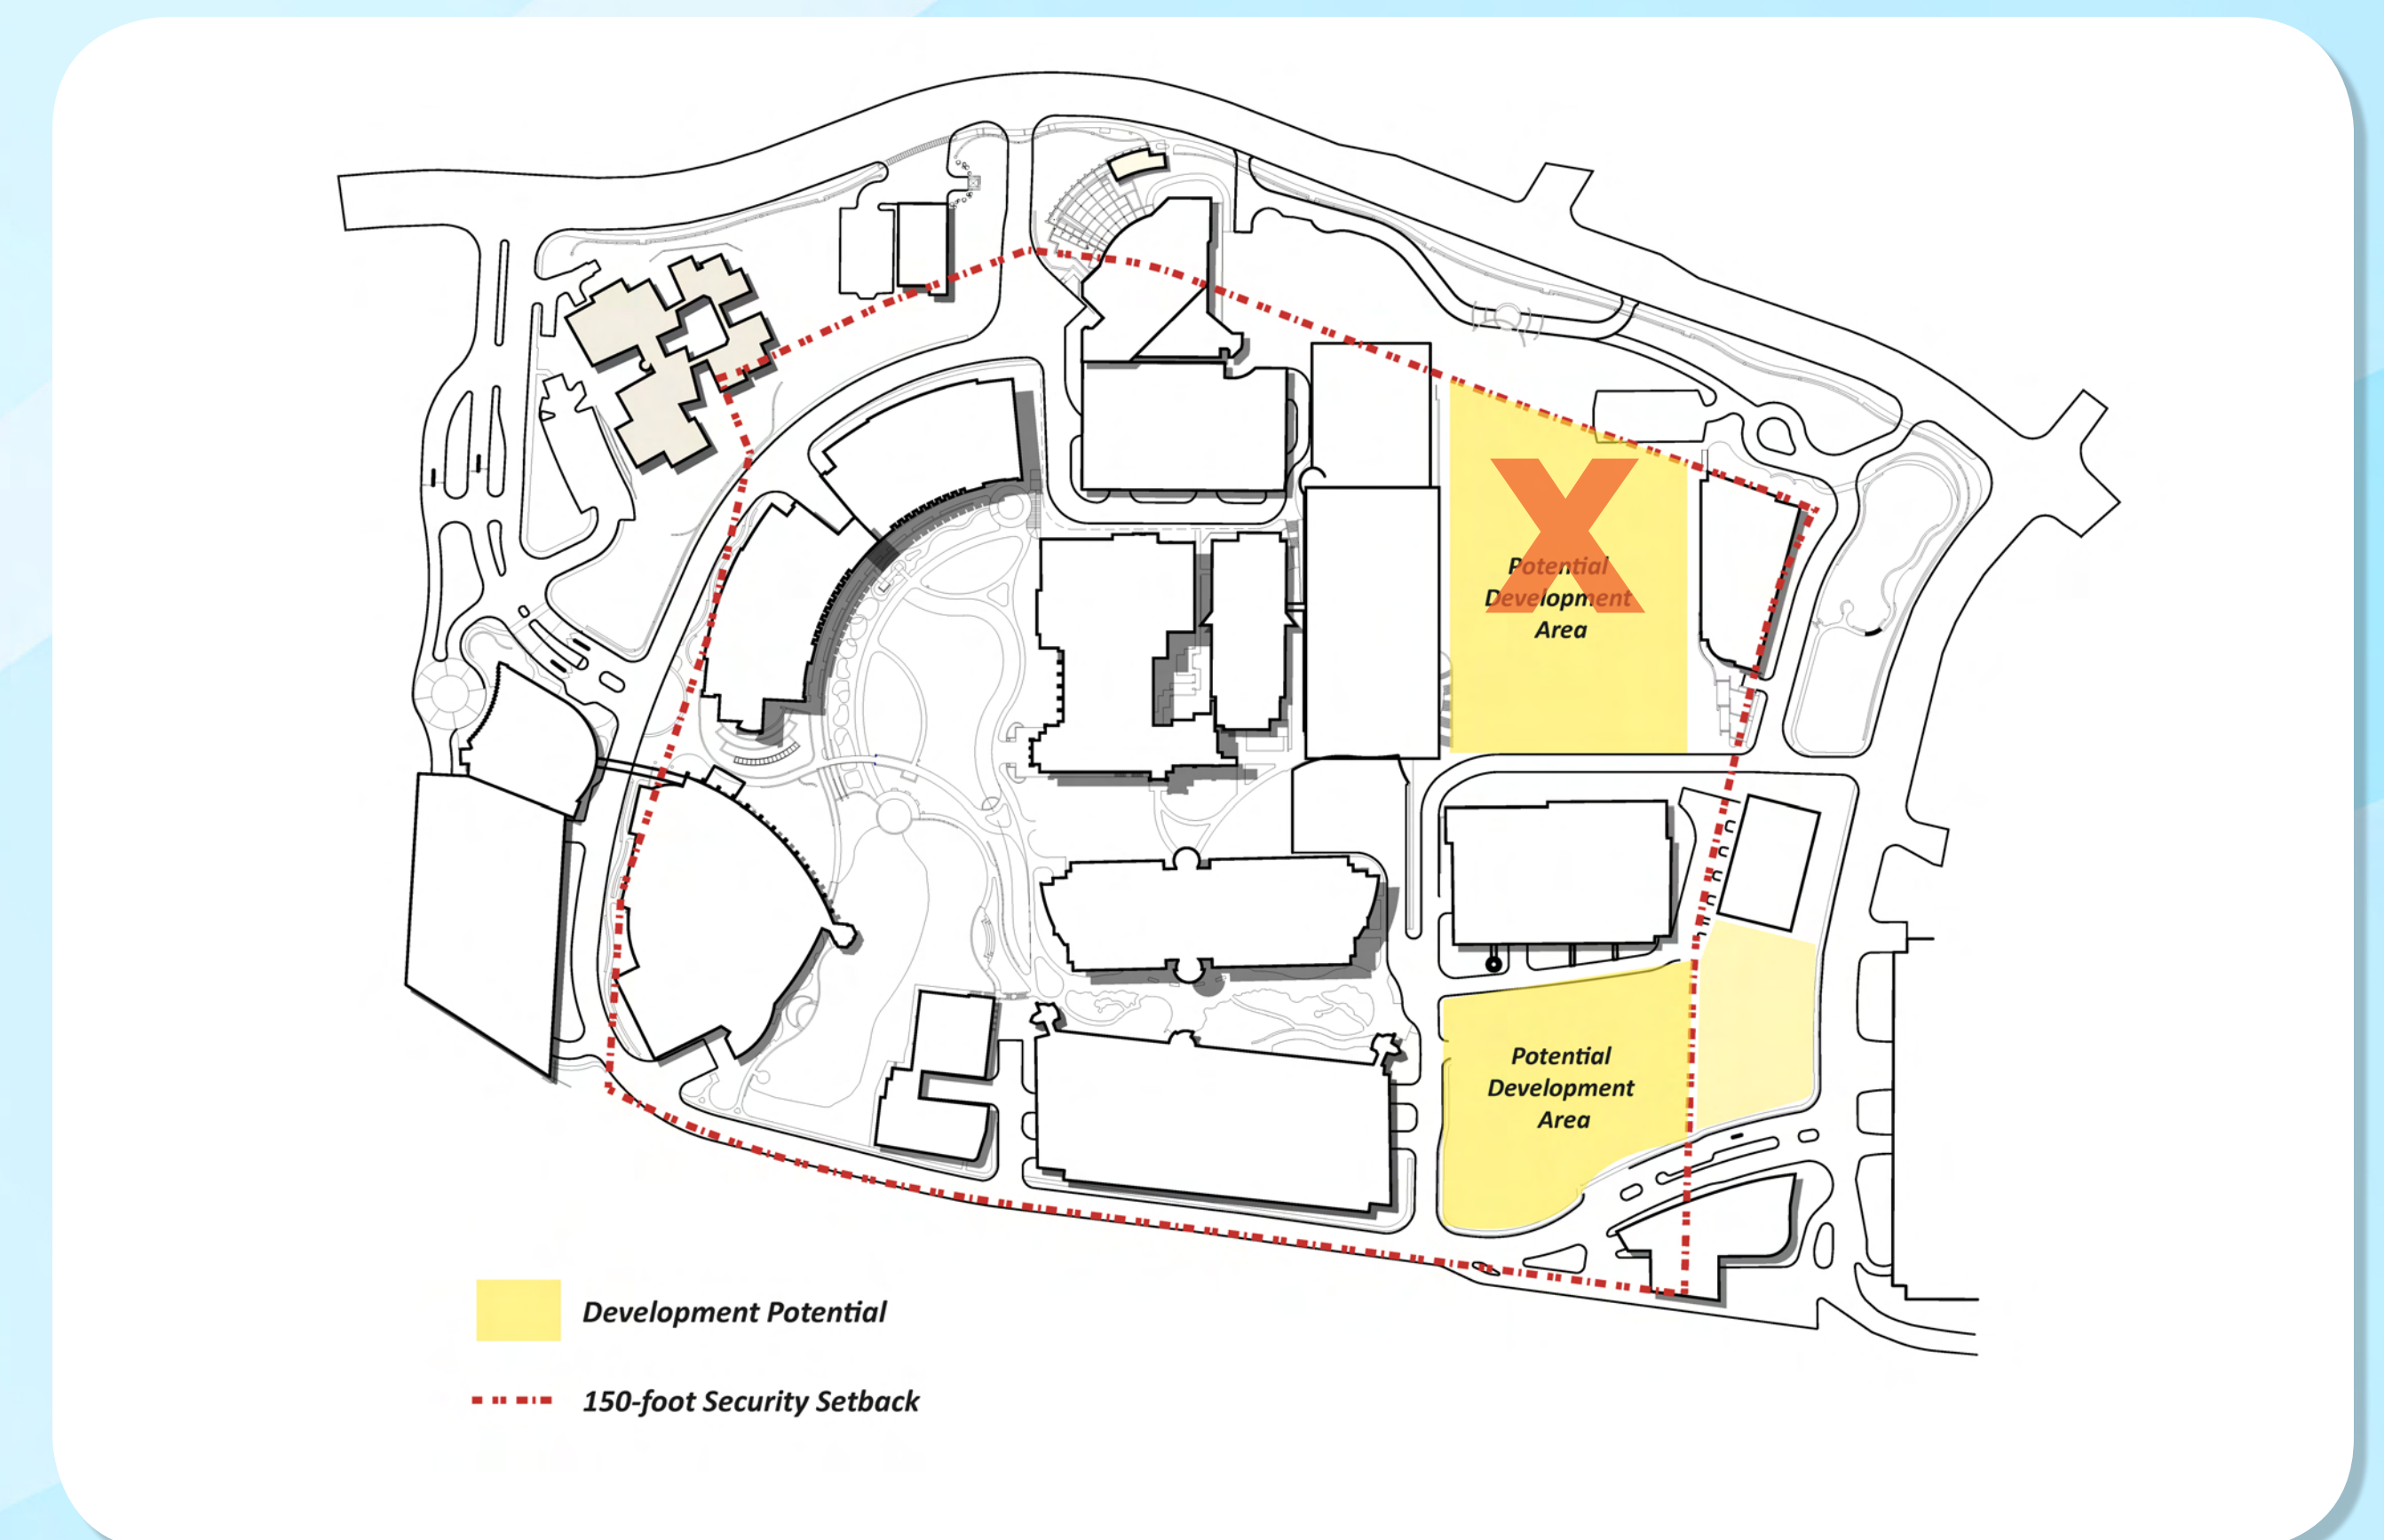 X
Potential
Development
Area
Potential
Development
Area
Development Potential
150-foot Security Setback